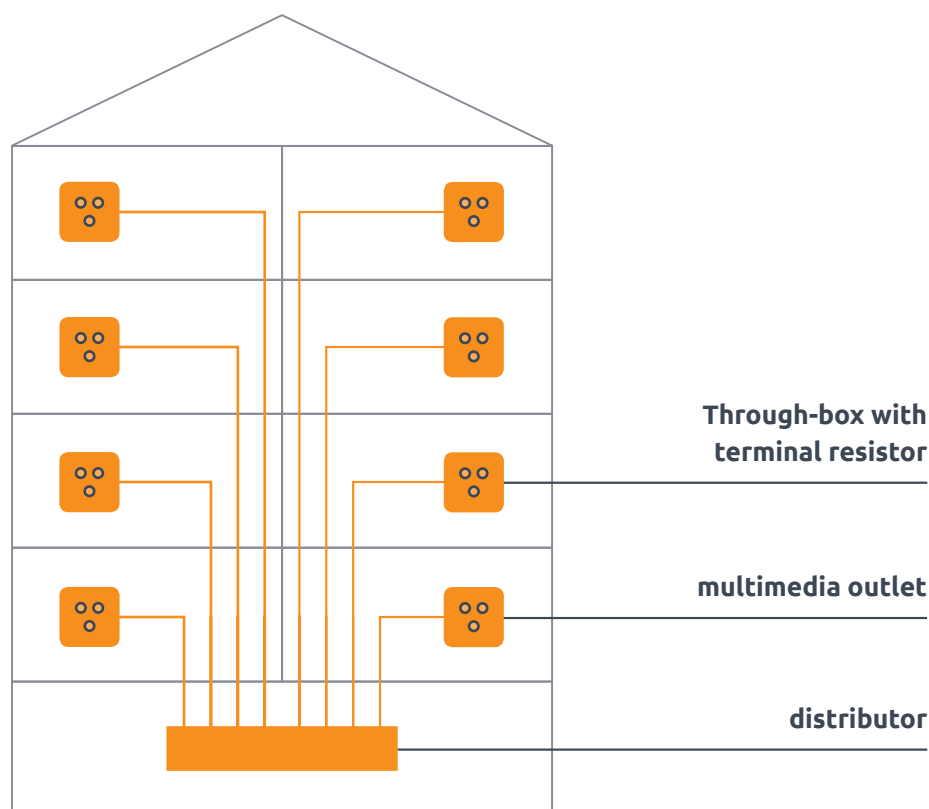 Through-box with
terminal resistor
multimedia outlet
distributor